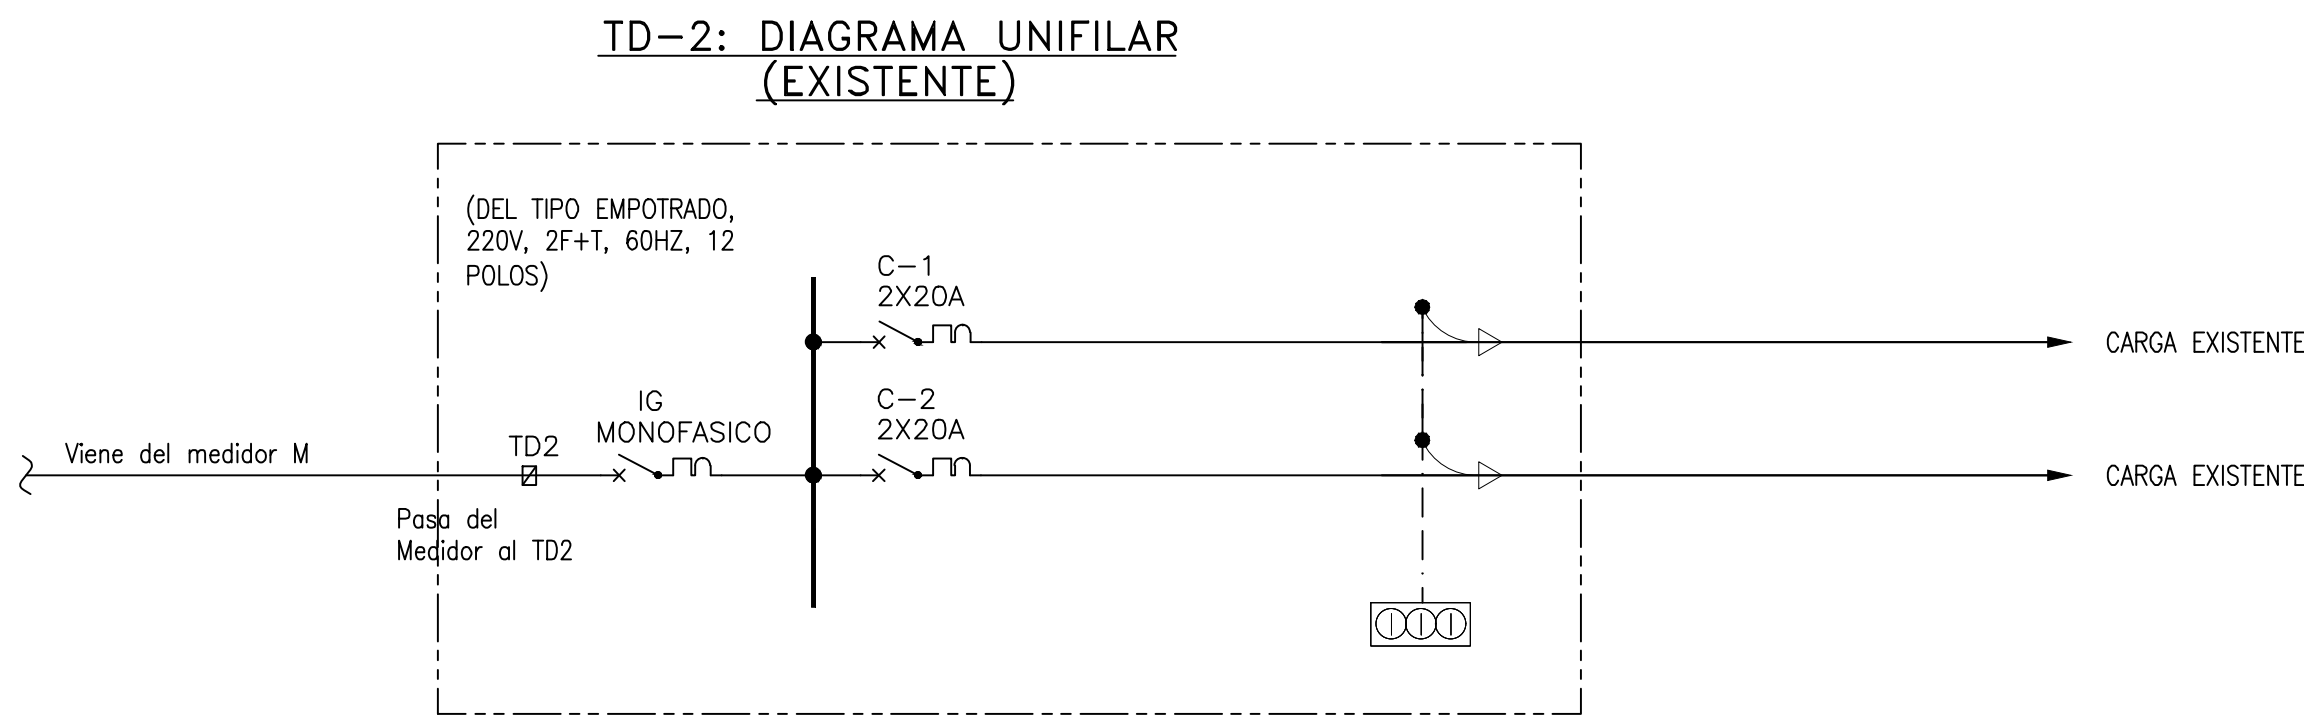 TD-2: DIAGRAMA UNIFILAR
(EXISTENTE)
(DEL TIPO EMPOTRADO,
220V, 2F+T, 60HZ, 12
POLOS)
C-1
2X20A
CARGA EXISTENTE
IG
MONOFASICO
C-2
2X20A
Viene del medidor M
TD2
CARGA EXISTENTE
Pasa del
Medidor al TD2